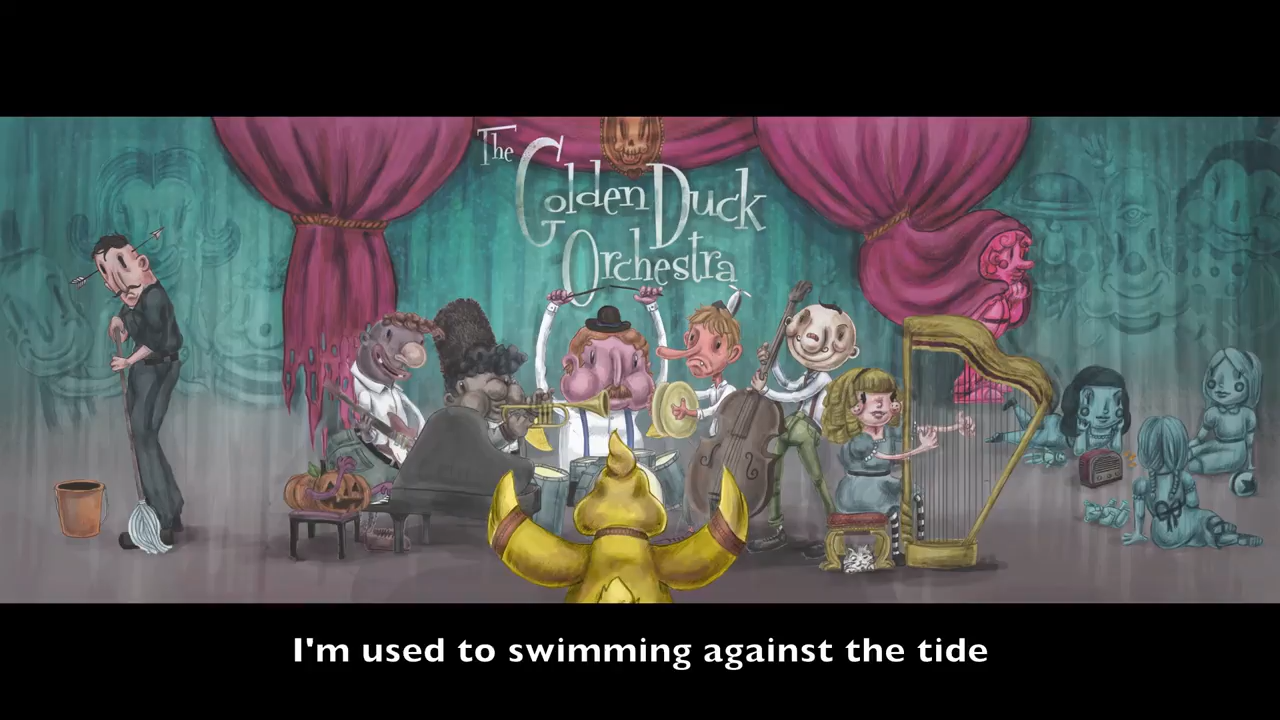 The
Golden Duck
Orchestra
I'm used to swimming against the tide